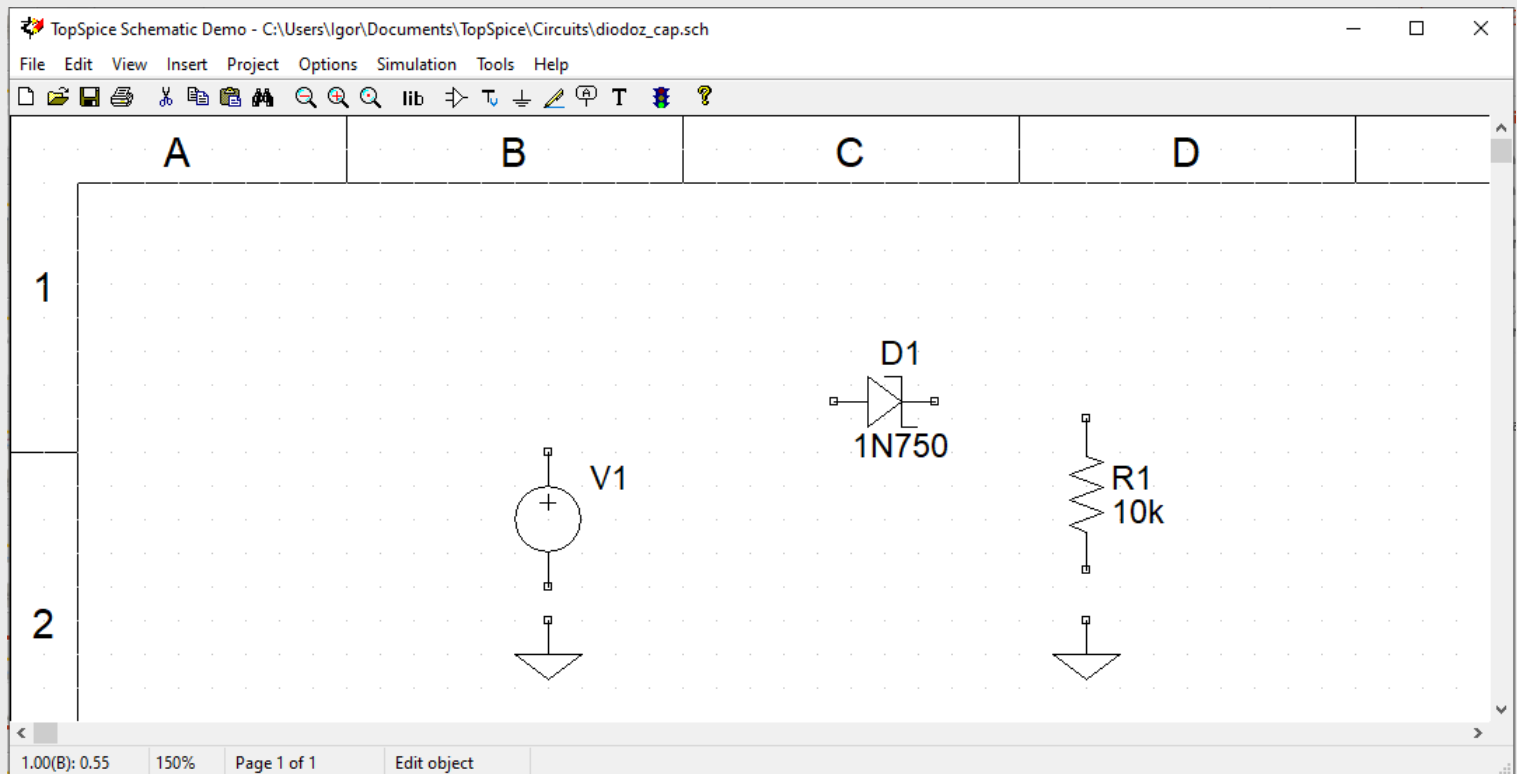 TopSpice Schematic Demo - C:\Users\Igor\Documents\TopSpice\Circuits\diodoz_cap.sch
File Edit View Insert Project Options Simulation Tools Help
lib T
A B C D
1
D1
1N750
V1
R1
10k
2
1.00(B): 0.55 150% Page 1 of 1 Edit object